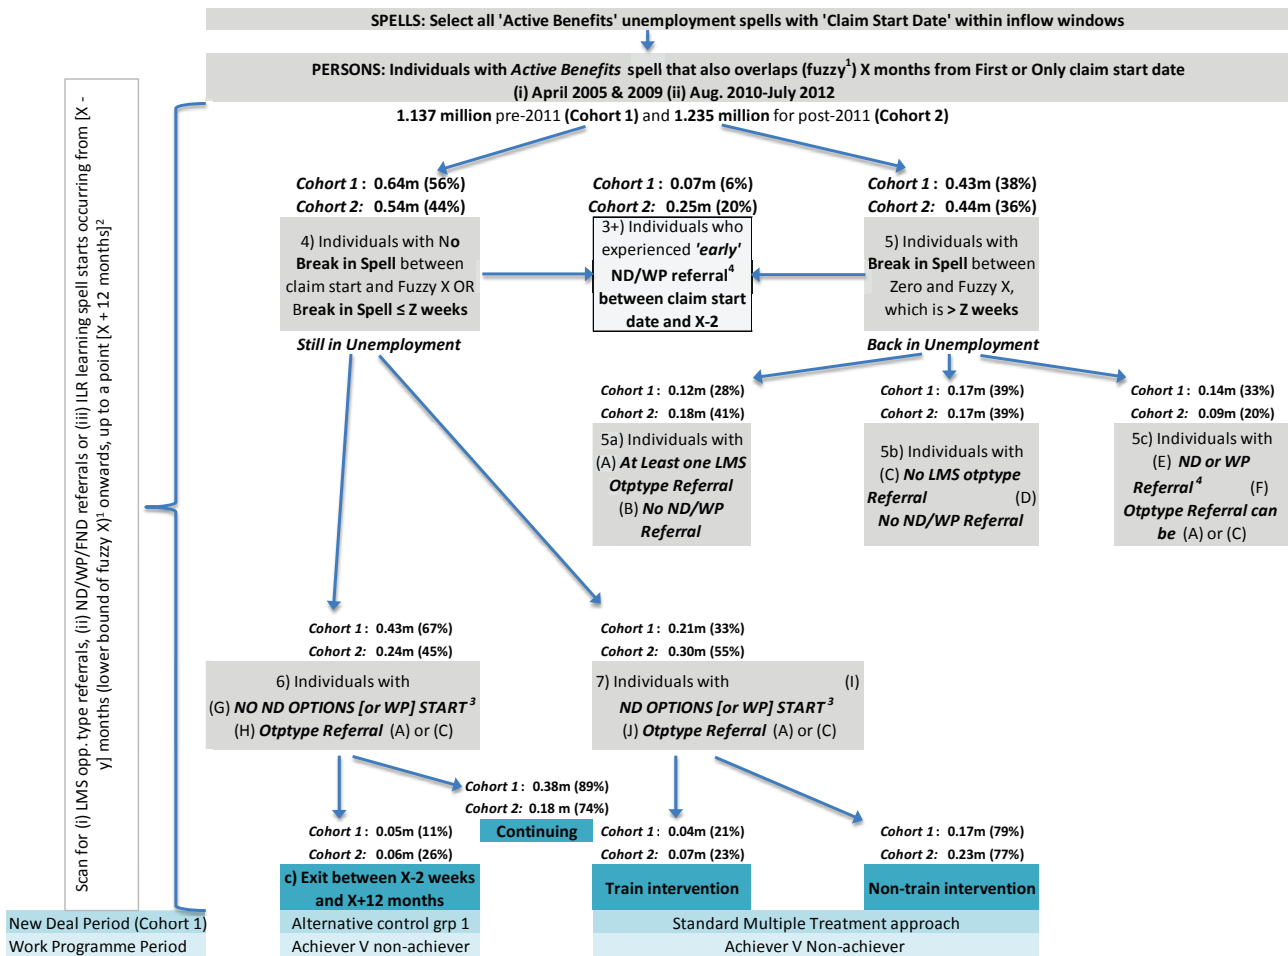 SPELLS: Select all 'Active Benefits' unemployment spells with 'Claim Start Date' within inflow windows
PERSONS: Individuals with Active Benefits spell that also overlaps (fuzzy1) X months from First or Only claim start date
(i) April 2005 & 2009 (ii) Aug. 2010-July 2012
1.137 million pre-2011 (Cohort 1) and 1.235 million for post-2011 (Cohort 2)
Scan for (i) LMS opp. type referrals, (ii) ND/WP/FND referrals or (iii) ILR learning spell starts occurring from [X -
y] months (lower bound of fuzzy X)1 onwards, up to a point [X + 12 months]2
Cohort 1 : 0.64m (56%)
Cohort 2: 0.54m (44%)
4) Individuals with No
Break in Spell between
claim start and Fuzzy X OR
Break in Spell ≤ Z weeks
Still in Unemployment
Cohort 1: 0.07m (6%)
Cohort 2: 0.25m (20%)
3+) Individuals who
experienced 'early'
ND/WP referral4
between claim start
date and X-2
Cohort 1 : 0.43m (38%)
Cohort 2: 0.44m (36%)
5) Individuals with
Break in Spell between
Zero and Fuzzy X,
which is > Z weeks
Back in Unemployment
Cohort 1 : 0.12m (28%)
Cohort 2: 0.18m (41%)
5a) Individuals with
(A) At Least one LMS
Otptype Referral
(B) No ND/WP
Referral
Cohort 1 : 0.17m (39%)
Cohort 2: 0.17m (39%)
5b) Individuals with
(C) No LMS otptype
Referral (D)
No ND/WP Referral
Cohort 1 : 0.14m (33%)
Cohort 2: 0.09m (20%)
5c) Individuals with
(E) ND or WP
Referral 4 (F)
Otptype Referral can
be (A) or (C)
Cohort 1 : 0.43m (67%)
Cohort 2: 0.24m (45%)
6) Individuals with
(G) NO ND OPTIONS [or WP] START 3
(H) Otptype Referral (A) or (C)
Cohort 1 : 0.21m (33%)
Cohort 2: 0.30m (55%)
7) Individuals with (I)
ND OPTIONS [or WP] START 3
(J) Otptype Referral (A) or (C)
Cohort 1 : 0.38m (89%)
Cohort 2: 0.18 m (74%)
Continuing
Cohort 1 : 0.05m (11%)
Cohort 2: 0.06m (26%)
c) Exit between X-2 weeks
and X+12 months
Cohort 1 : 0.04m (21%)
Cohort 2: 0.07m (23%)
Train intervention
Cohort 1 : 0.17m (79%)
Cohort 2: 0.23m (77%)
Non-train intervention
New Deal Period (Cohort 1)
Alternative control grp 1
Standard Multiple Treatment approach
Work Programme Period
Achiever V non-achiever
Achiever V Non-achiever